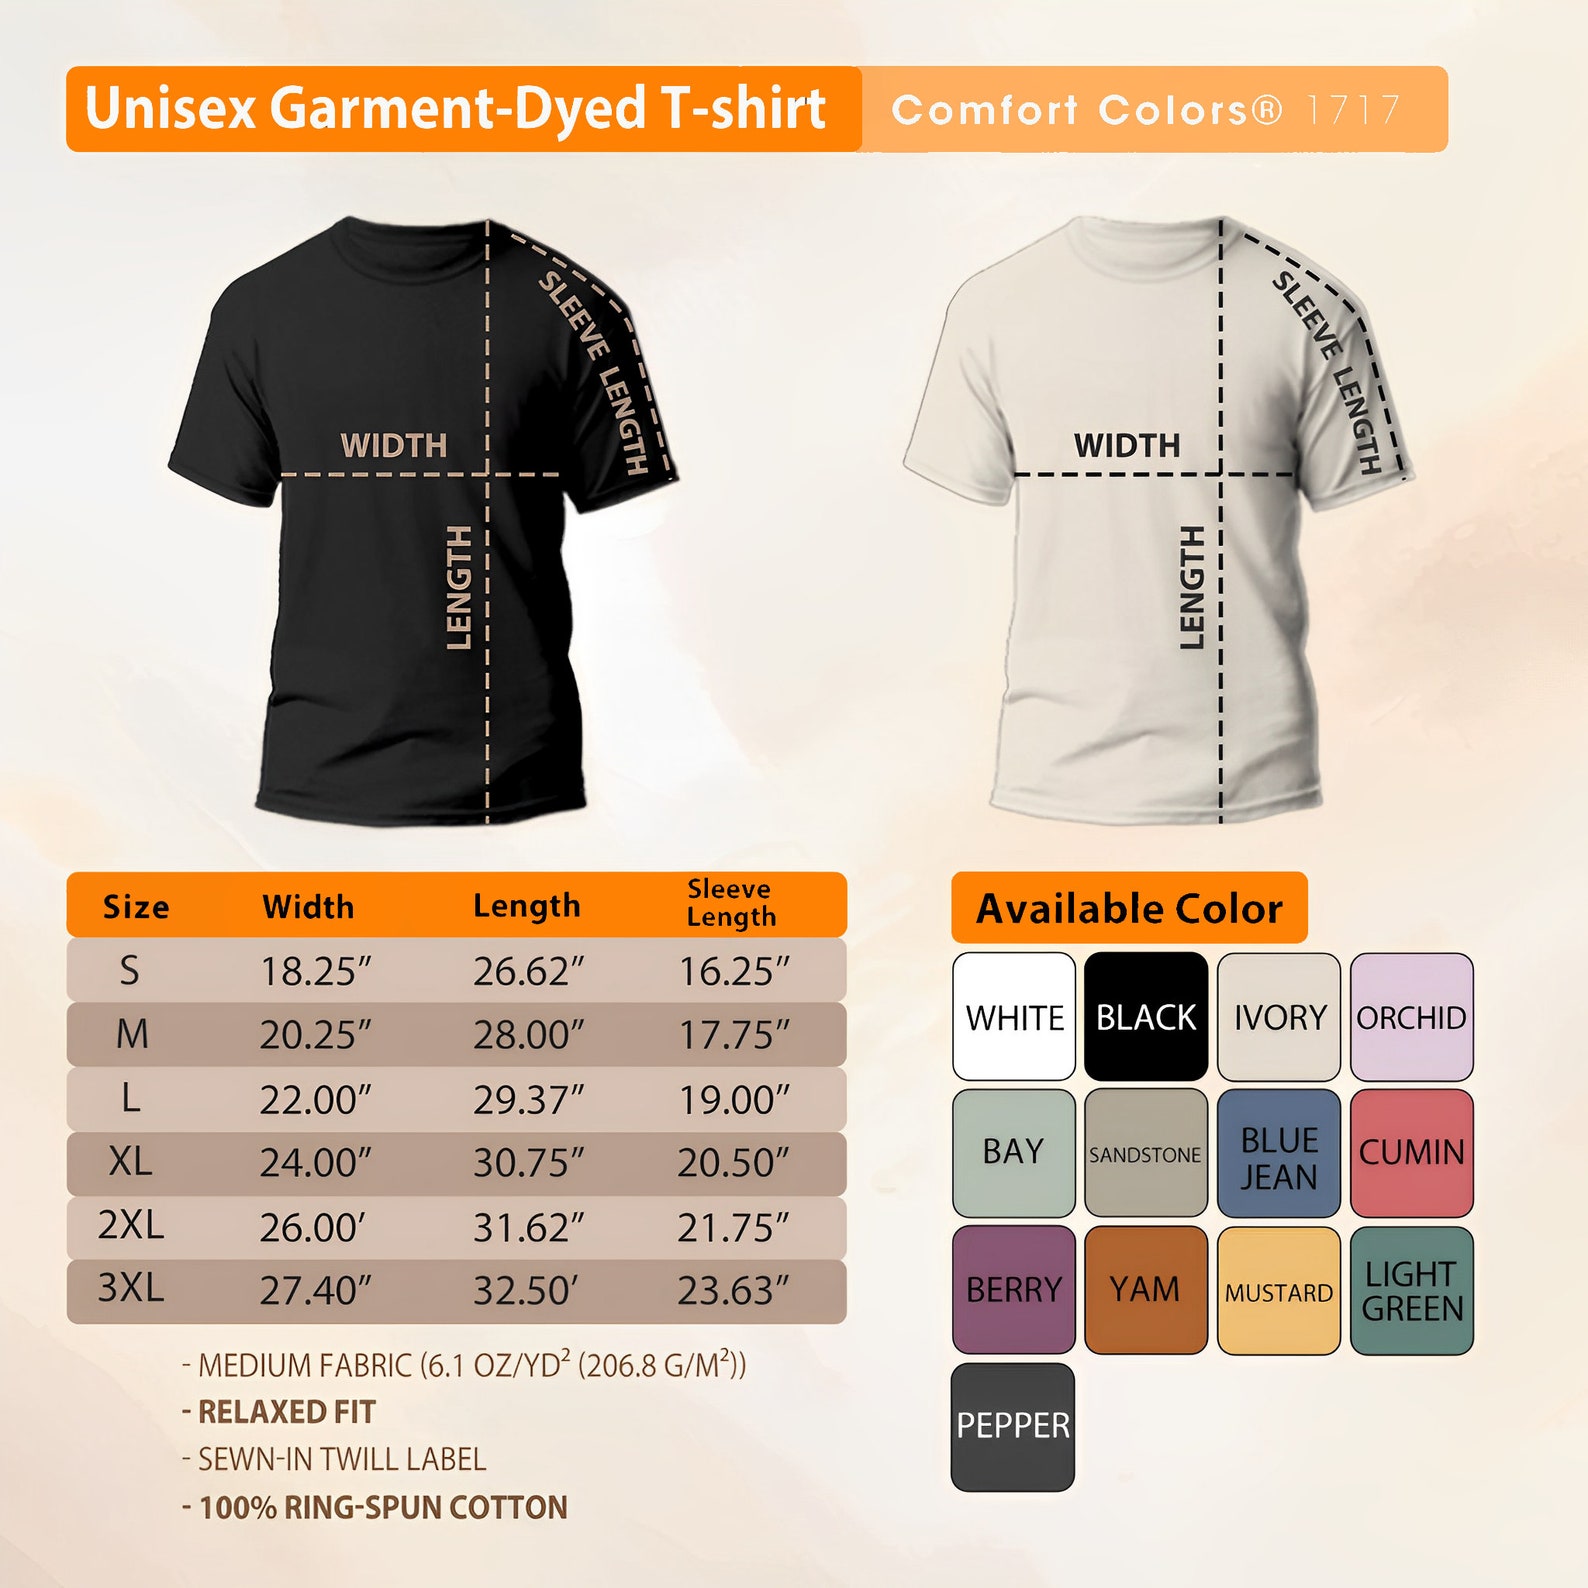 Unisex Garment-Dyed T-shirt Comfort Colors® 1717
SLEEVE LENGTH
WIDTH
LENGTH
SLEEVE LENGTH
WIDTH
LENGTH
Size Width Length Sleeve Length
S 18.25” 26.62” 16.25”
M 20.25” 28.00” 17.75”
L 22.00” 29.37” 19.00”
XL 24.00” 30.75” 20.50”
2XL 26.00’ 31.62” 21.75”
3XL 27.40” 32.50’ 23.63”
- MEDIUM FABRIC (6.1 OZ/YD² (206.8 G/M²))
- RELAXED FIT
- SEWN-IN TWILL LABEL
- 100% RING-SPUN COTTON
Available Color
WHITE BLACK IVORY ORCHID
BAY SANDSTONE BLUE JEAN CUMIN
BERRY YAM MUSTARD LIGHT GREEN
PEPPER